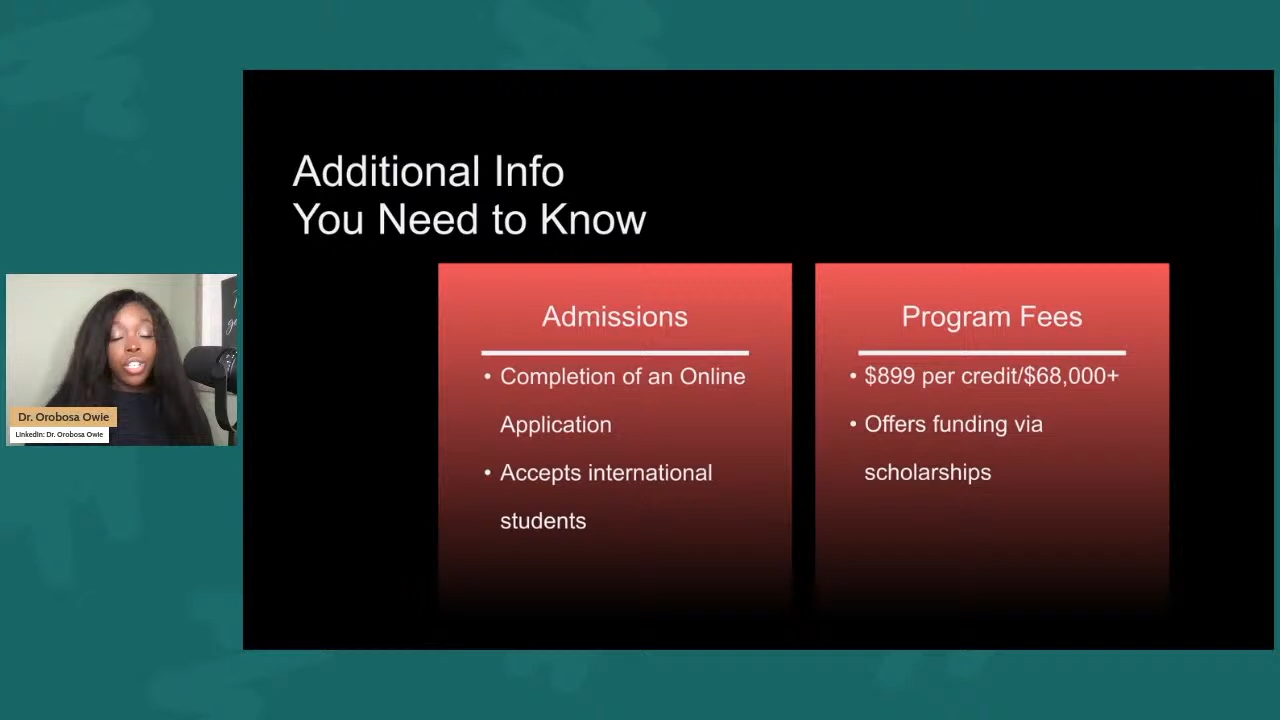 Additional Info
You Need to Know
Admissions
• Completion of an Online
Application
• Accepts international
students
Program Fees
• $899 per credit/$68,000+
• Offers funding via
scholarships
Dr. Orobosa Owie
LinkedIn: Dr. Orobosa Owie